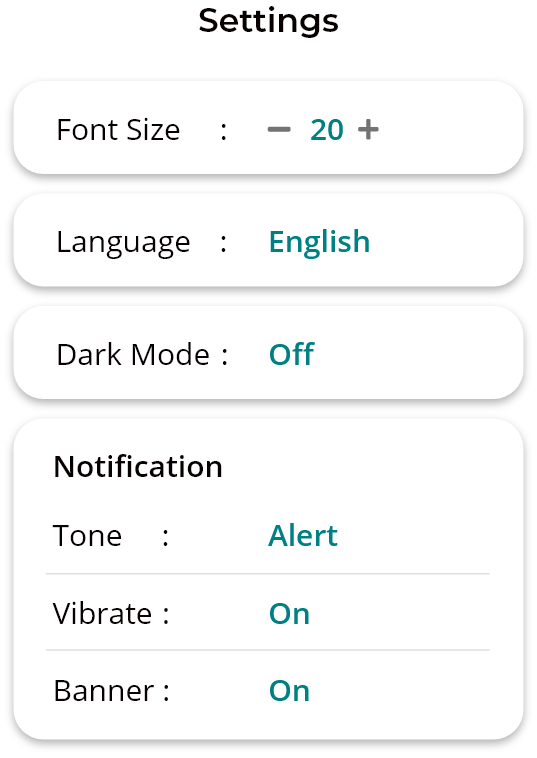 Settings
Font Size : − 20 +
Language : English
Dark Mode : Off
Notification
Tone : Alert
Vibrate : On
Banner : On